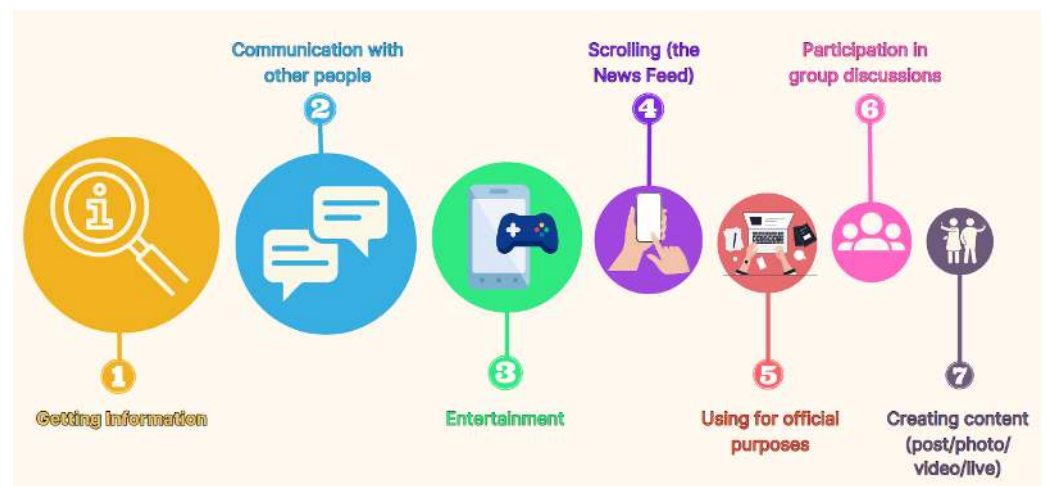 Communication with
other people
2
Scrolling (the
News Feed)
4
Participation in
group discussions
6
i
1
Getting Information
3
Entertainment
5
Using for official
purposes
7
Creating content
(post/photo/
video/live)